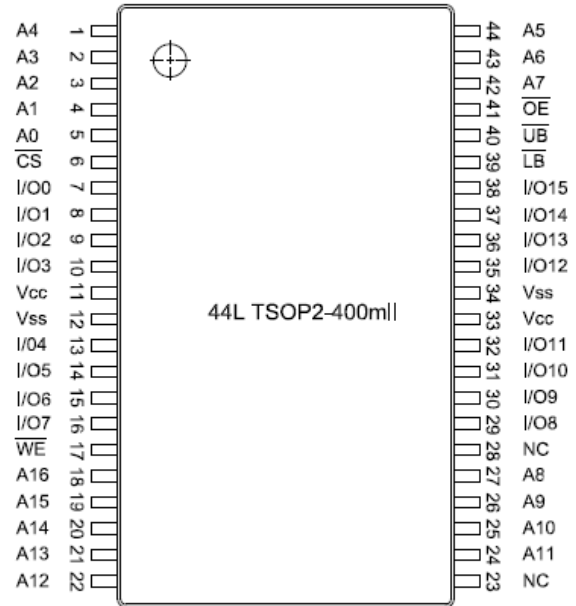 A4 1 44 A5
A3 2 43 A6
A2 3 42 A7
A1 4 41 OE
A0 5 40 UB
CS 6 39 LB
I/O0 7 38 I/O15
I/O1 8 37 I/O14
I/O2 9 36 I/O13
I/O3 10 35 I/O12
Vcc 11 34 Vss
Vss 12 44L TSOP2-400mil 33 Vcc
I/04 13 32 I/O11
I/O5 14 31 I/O10
I/O6 15 30 I/O9
I/O7 16 29 I/O8
WE 17 28 NC
A16 18 27 A8
A15 19 26 A9
A14 20 25 A10
A13 21 24 A11
A12 22 23 NC